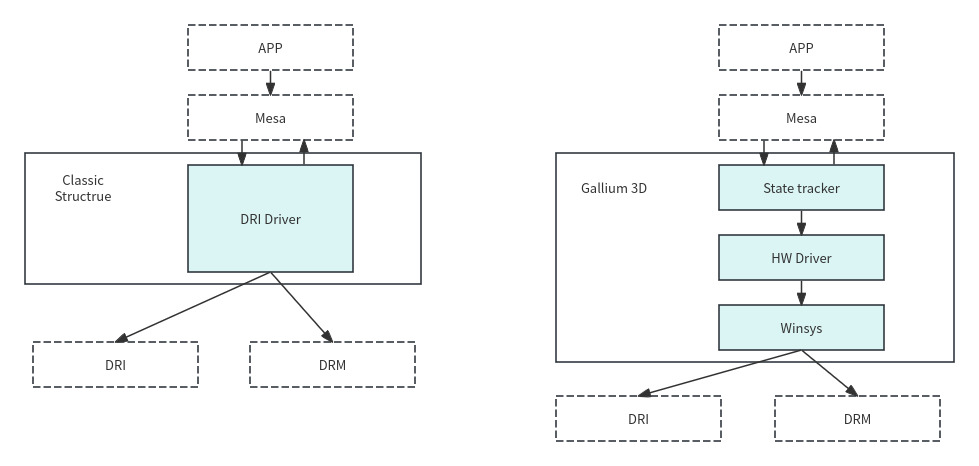 APP
Mesa
Classic
Structrue
DRI Driver
DRI
DRM
APP
Mesa
Gallium 3D
State tracker
HW Driver
Winsys
DRI
DRM